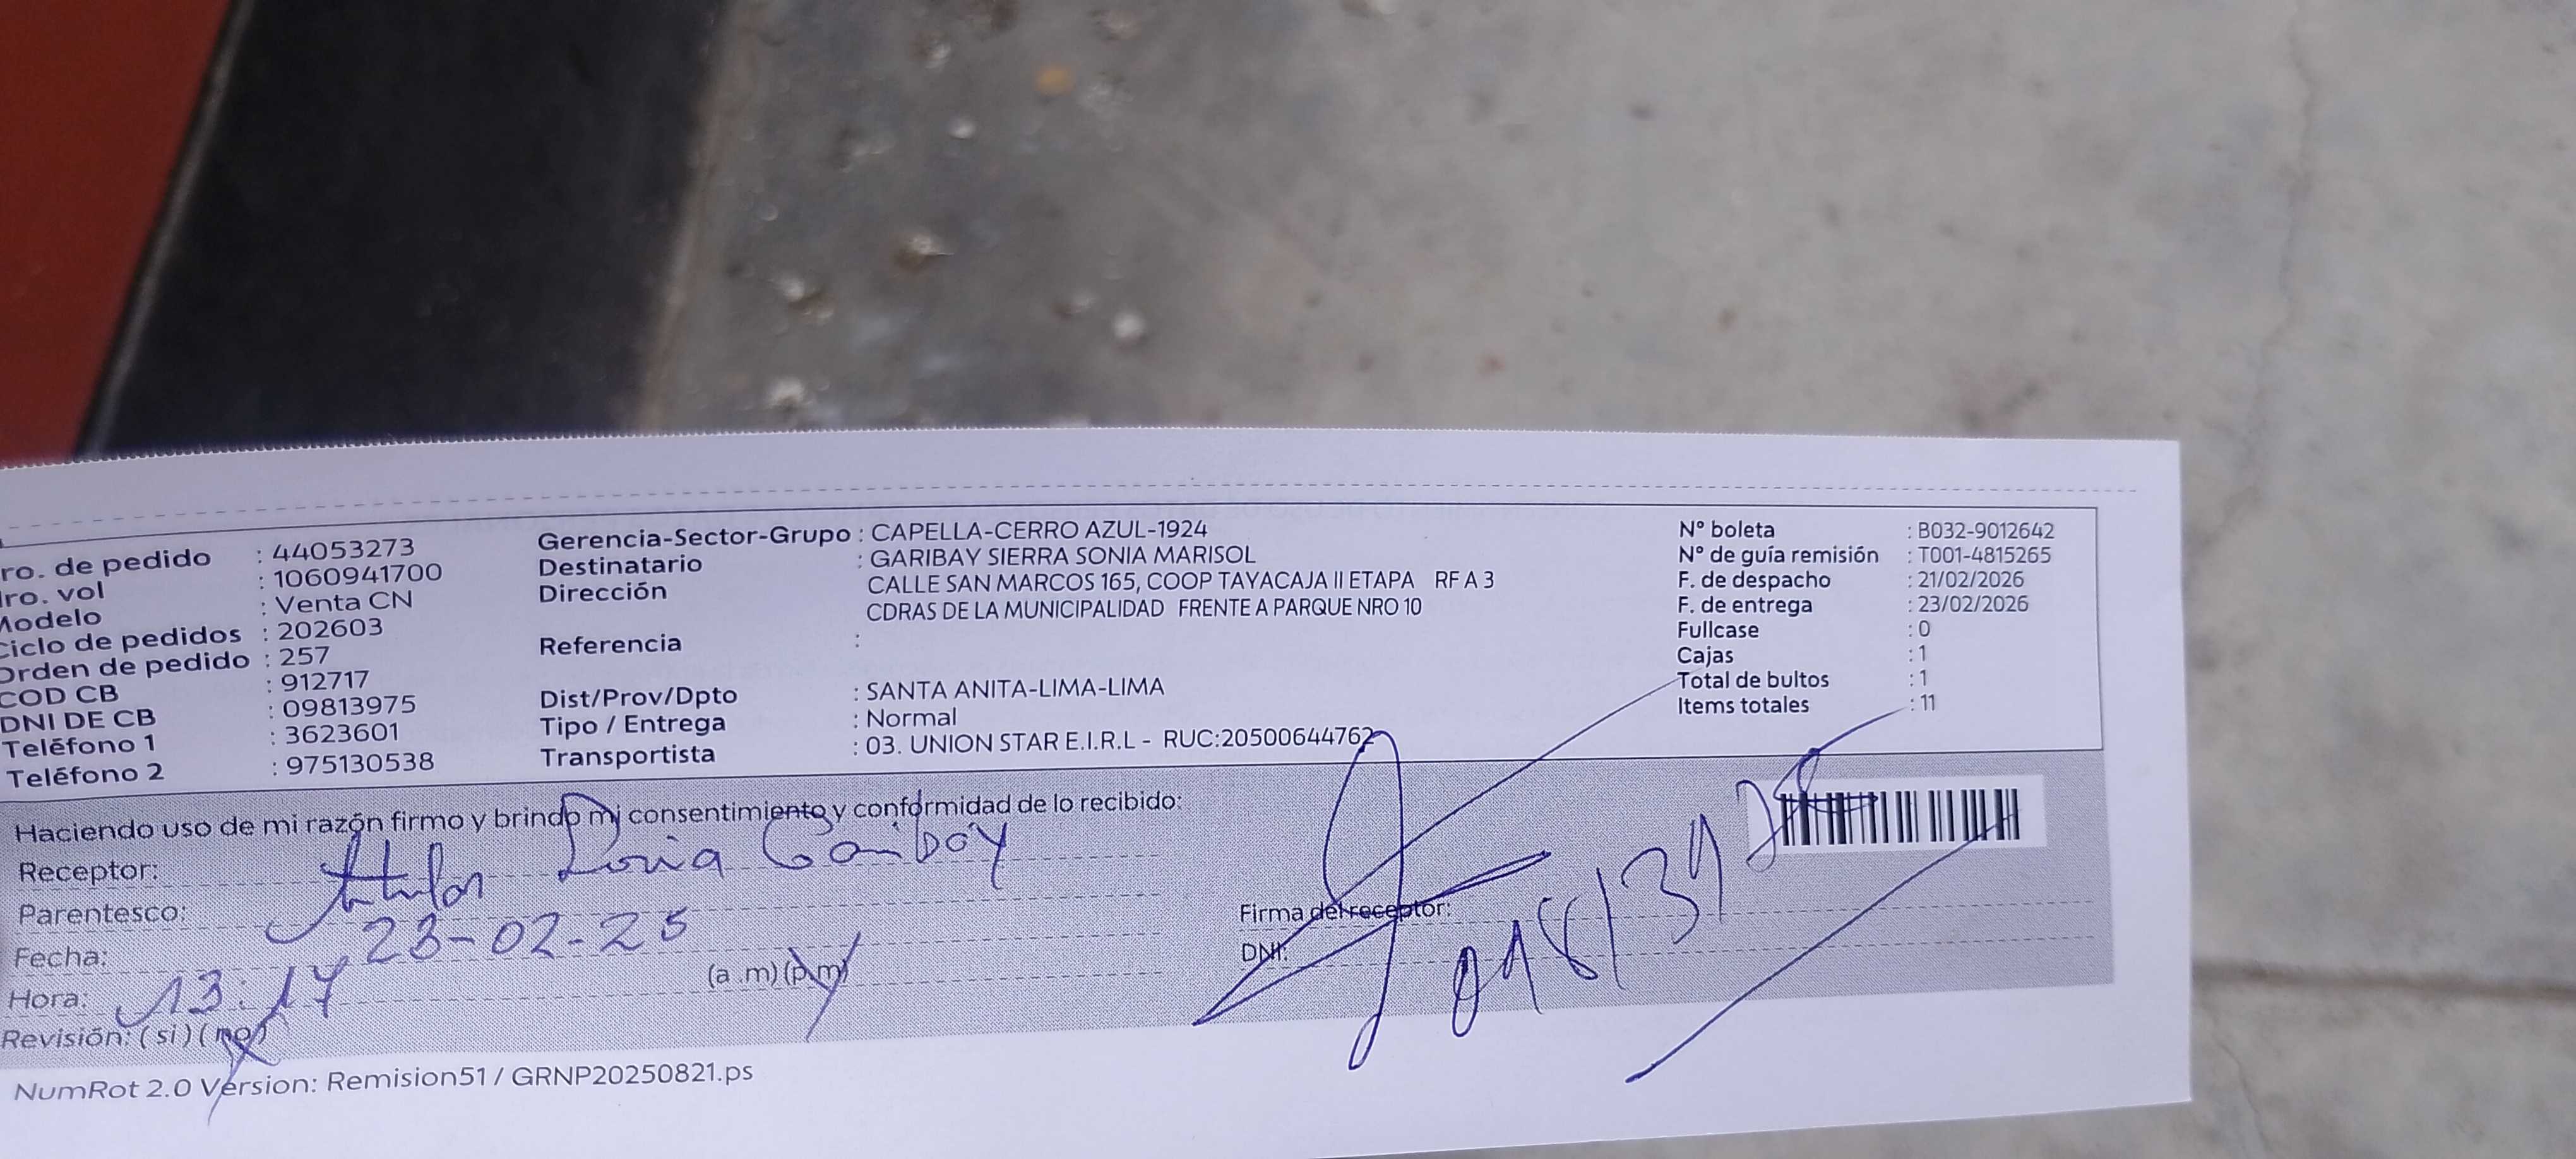 ro. de pedido : 44053273
ro. vol : 1060941700
Modelo : Venta CN
Ciclo de pedidos : 202603
Orden de pedido : 257
COD CB : 912717
DNI DE CB : 09813975
Teléfono 1 : 3623601
Teléfono 2 : 975130538
Gerencia-Sector-Grupo : CAPELLA-CERRO AZUL-1924
Destinatario : GARIBAY SIERRA SONIA MARISOL
Dirección CALLE SAN MARCOS 165, COOP TAYACAJA II ETAPA RF A 3
CDRAS DE LA MUNICIPALIDAD FRENTE A PARQUE NRO 10
Referencia :
Dist/Prov/Dpto : SANTA ANITA-LIMA-LIMA
Tipo / Entrega : Normal
Transportista : 03. UNION STAR E.I.R.L - RUC:20500644762
Nº boleta : B032-9012642
Nº de guía remisión : T001-4815265
F. de despacho : 21/02/2026
F. de entrega : 23/02/2026
Fullcase : 0
Cajas : 1
Total de bultos : 1
Items totales : 11
Haciendo uso de mi razón firmo y brindo mi consentimiento y conformidad de lo recibido:
Receptor:
Parentesco: titular
Fecha: 23-02-25
Hora: 13:17 (a.m) (p.m)
Revisión: (si) (no)
Firma del receptor:
DNI:
NumRot 2.0 Version: Remision51 / GRNP20250821.ps